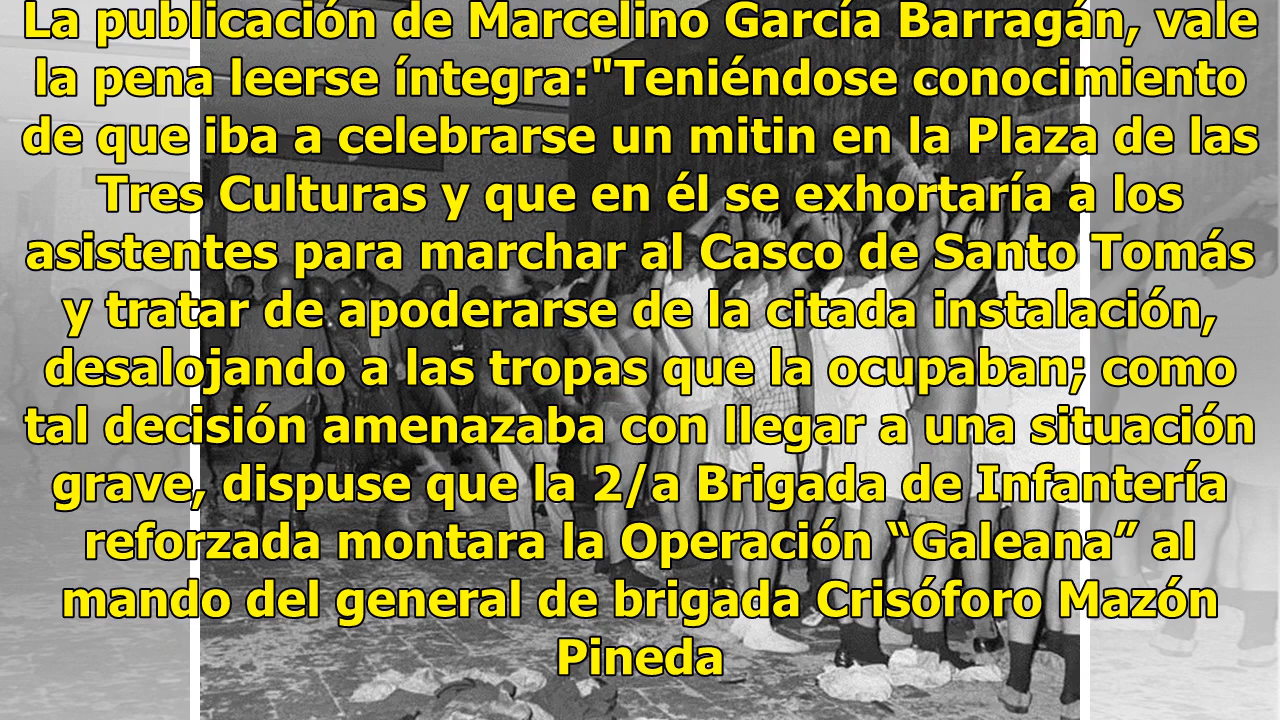 La publicación de Marcelino García Barragán, vale
la pena leerse íntegra:"Teniéndose conocimiento
de que iba a celebrarse un mitin en la Plaza de las
Tres Culturas y que en él se exhortaría a los
asistentes para marchar al Casco de Santo Tomás
y tratar de apoderarse de la citada instalación,
desalojando a las tropas que la ocupaban; como
tal decisión amenazaba con llegar a una situación
grave, dispuse que la 2/a Brigada de Infantería
reforzada montara la Operación “Galeana” al
mando del general de brigada Crisóforo Mazón
Pineda